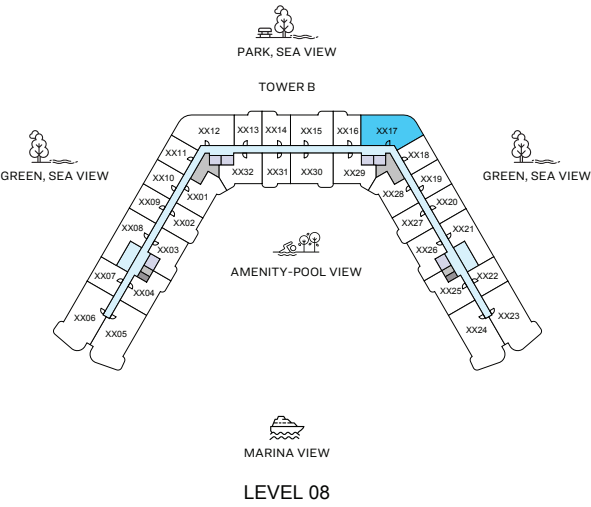 PARK, SEA VIEW
TOWER B
XX12
XX13
XX14
XX15
XX16
XX17
XX11
XX18
XX10
XX32
XX31
XX30
XX29
XX19
XX09
XX01
XX28
XX20
XX08
XX02
XX27
XX21
XX07
XX03
XX26
XX22
XX06
XX04
XX25
XX23
XX05
XX24
GREEN, SEA VIEW
GREEN, SEA VIEW
AMENITY-POOL VIEW
MARINA VIEW
LEVEL 08